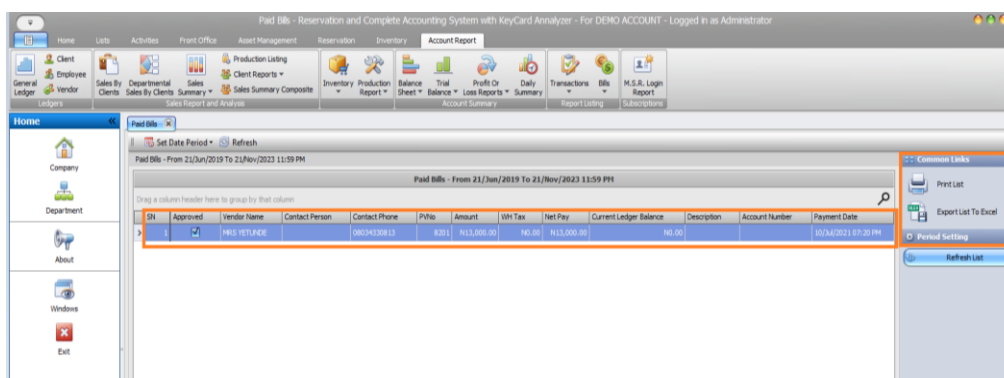 Paid Bills - Reservation and Complete Accounting System with KeyCard Annalyzer - For DEMO ACCOUNT - Logged in as Administrator
Home Lists Activities Front Office Asset Management Reservation Inventory Account Report
General Ledger
Client
Employee
Vendor
Ledgers
Sales By Clients
Departmental Sales By Clients
Sales Summary
Production Listing
Client Reports
Sales Summary Composite
Sales Report and Analysis
Inventory
Production Report
Balance Sheet
Trial Balance
Profit Or Loss Reports
Daily Summary
Account Summary
Transactions
Bills
Report Listing
M.S.R. Login Report
Subscriptions
Home «
Company
Department
About
Windows
Exit
Paid Bills
Set Date Period Refresh
Paid Bills - From 21/Jun/2019 To 21/Nov/2023 11:59 PM
Paid Bills - From 21/Jun/2019 To 21/Nov/2023 11:59 PM
Drag a column header here to group by that column
SN Approved Vendor Name Contact Person Contact Phone PVNo Amount WH Tax Net Pay Current Ledger Balance Description Account Number Payment Date
1 MRS YETUNDE 08034330813 8201 N13,000.00 N0.00 N13,000.00 N0.00 10/Jul/2021 07:20 PM
Common Links
Print List
Export List To Excel
Period Setting
Refresh List